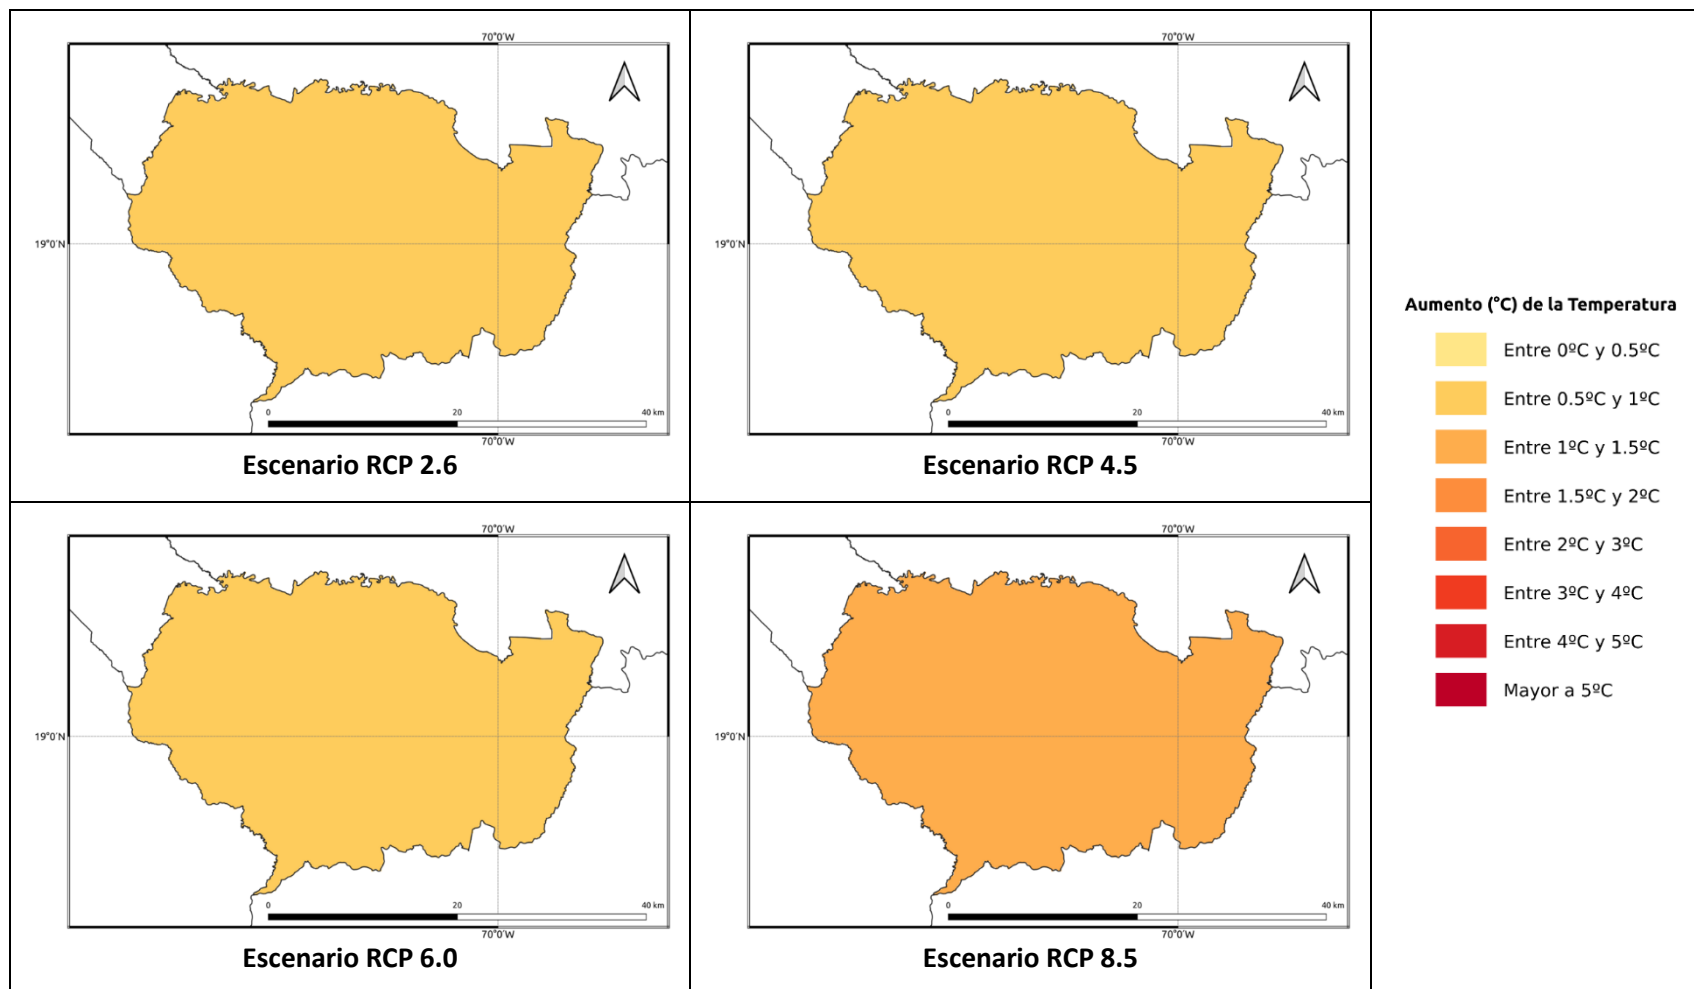 70°0'W
19°0'N
0 20 40 km
70°0'W
Escenario RCP 2.6
70°0'W
19°0'N
0 20 40 km
70°0'W
Escenario RCP 4.5
70°0'W
19°0'N
0 20 40 km
70°0'W
Escenario RCP 6.0
70°0'W
19°0'N
0 20 40 km
70°0'W
Escenario RCP 8.5
Aumento (°C) de la Temperatura
Entre 0ºC y 0.5ºC
Entre 0.5ºC y 1ºC
Entre 1ºC y 1.5ºC
Entre 1.5ºC y 2ºC
Entre 2ºC y 3ºC
Entre 3ºC y 4ºC
Entre 4ºC y 5ºC
Mayor a 5ºC